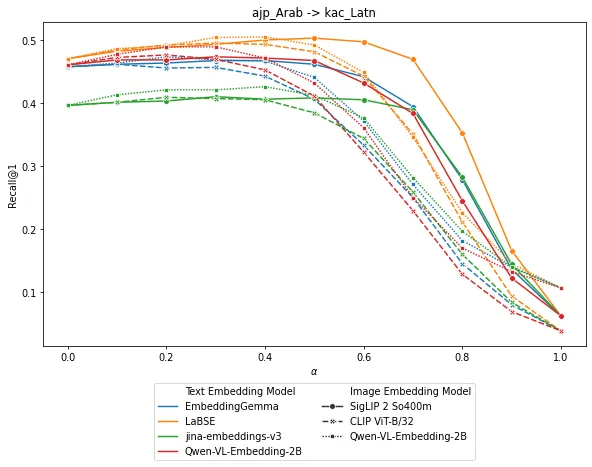 ajp_Arab -> kac_Latn
Recall@1
0.5
0.4
0.3
0.2
0.1
0.0 0.2 0.4 0.6 0.8 1.0
α
Text Embedding Model Image Embedding Model
EmbeddingGemma SigLIP 2 So400m
LaBSE CLIP ViT-B/32
jina-embeddings-v3 Qwen-VL-Embedding-2B
Qwen-VL-Embedding-2B